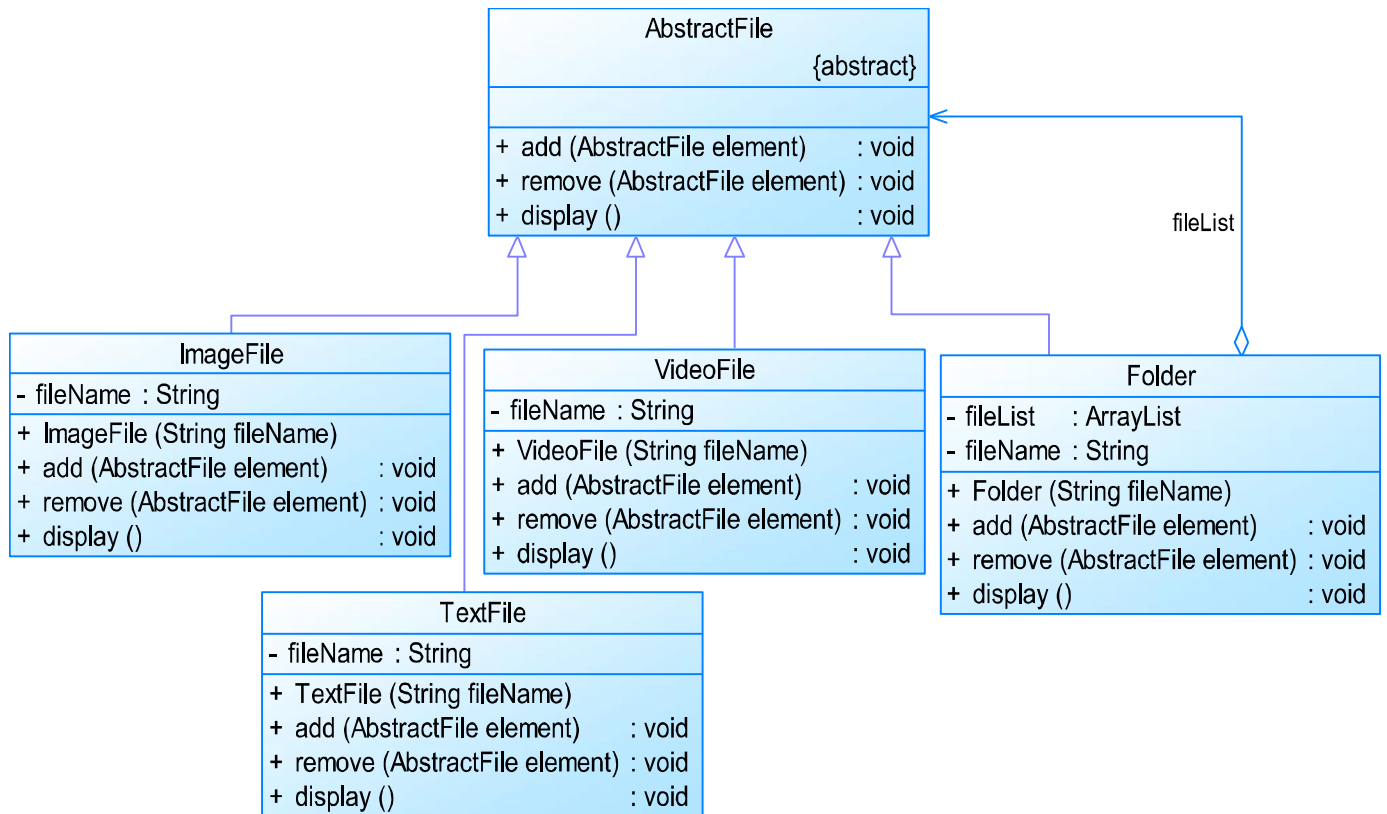 AbstractFile
{abstract}
+ add (AbstractFile element) : void
+ remove (AbstractFile element) : void
+ display () : void
fileList
ImageFile
- fileName : String
+ ImageFile (String fileName)
+ add (AbstractFile element) : void
+ remove (AbstractFile element) : void
+ display () : void
VideoFile
- fileName : String
+ VideoFile (String fileName)
+ add (AbstractFile element) : void
+ remove (AbstractFile element) : void
+ display () : void
Folder
- fileList : ArrayList
- fileName : String
+ Folder (String fileName)
+ add (AbstractFile element) : void
+ remove (AbstractFile element) : void
+ display () : void
TextFile
- fileName : String
+ TextFile (String fileName)
+ add (AbstractFile element) : void
+ remove (AbstractFile element) : void
+ display () : void